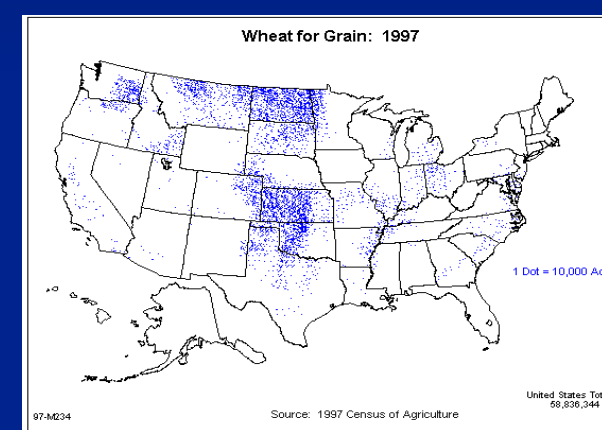 Wheat for Grain: 1997
1 Dot = 10,000 Ac
United States Tot
58,836,344
97-M234
Source: 1997 Census of Agriculture